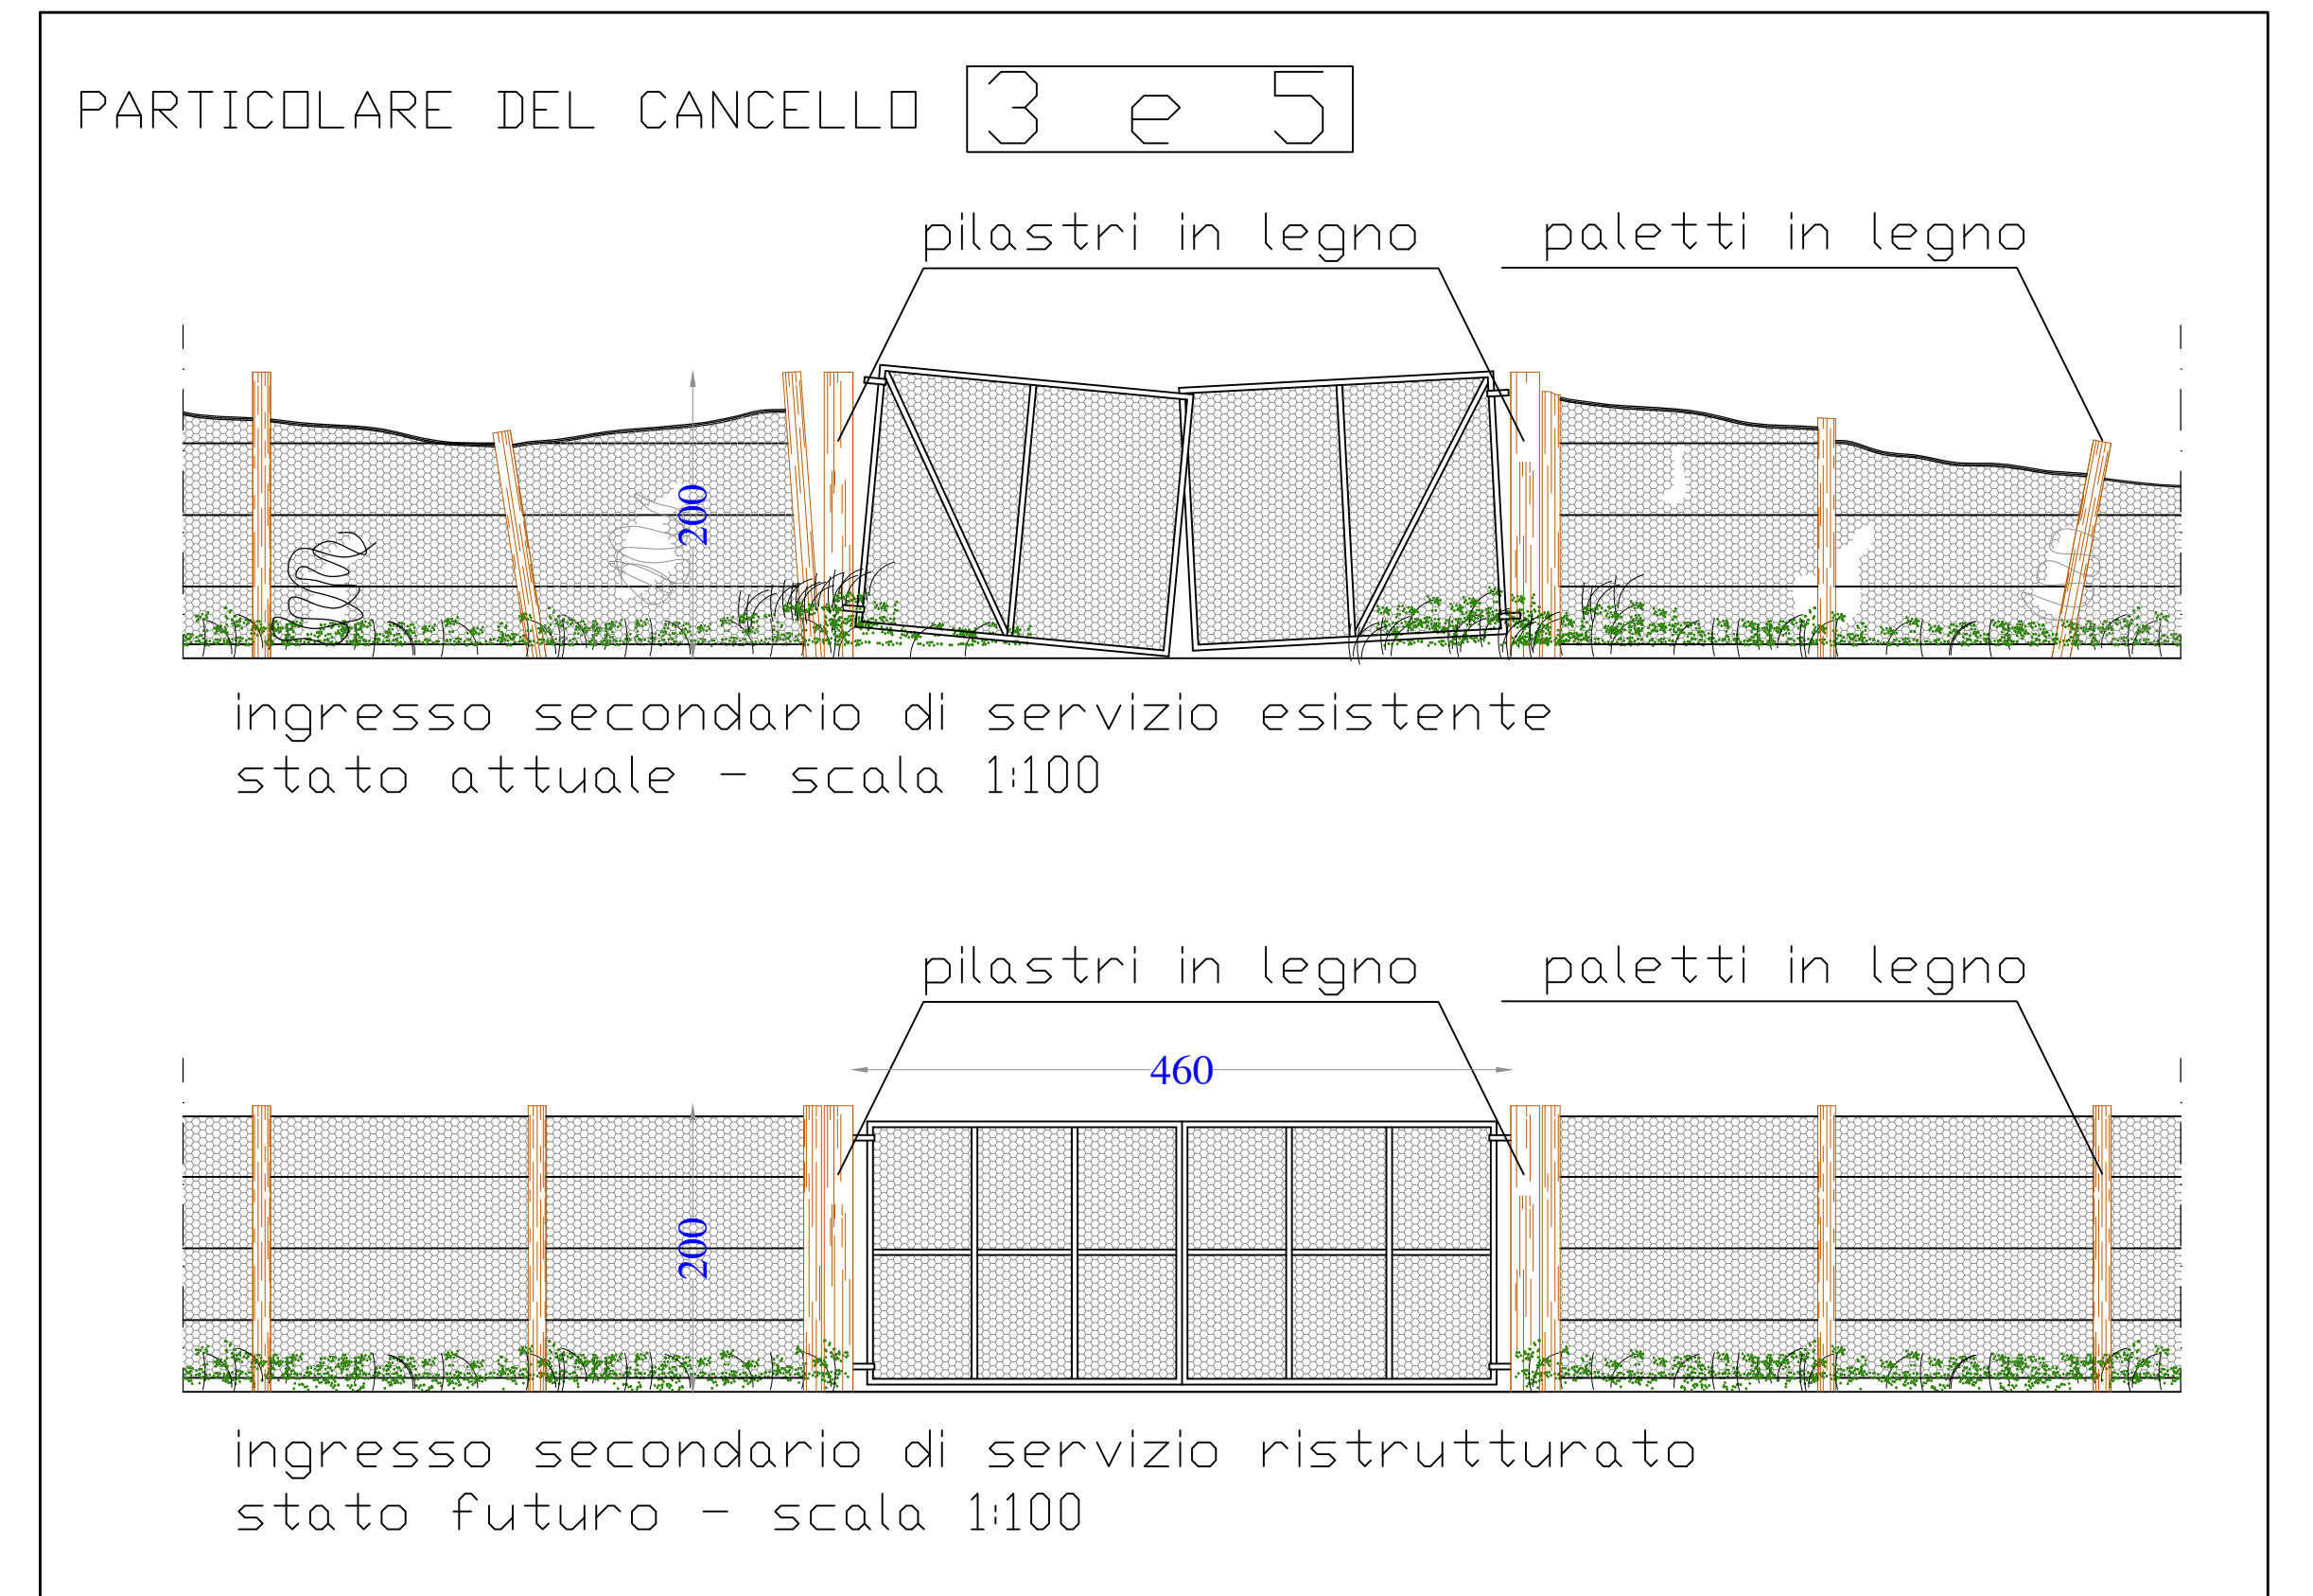 PARTICOLARE DEL CANCELLO 3 e 5
pilastri in legno paletti in legno
200
ingresso secondario di servizio esistente
stato attuale - scala 1:100
pilastri in legno paletti in legno
460
200
ingresso secondario di servizio ristrutturato
stato futuro - scala 1:100